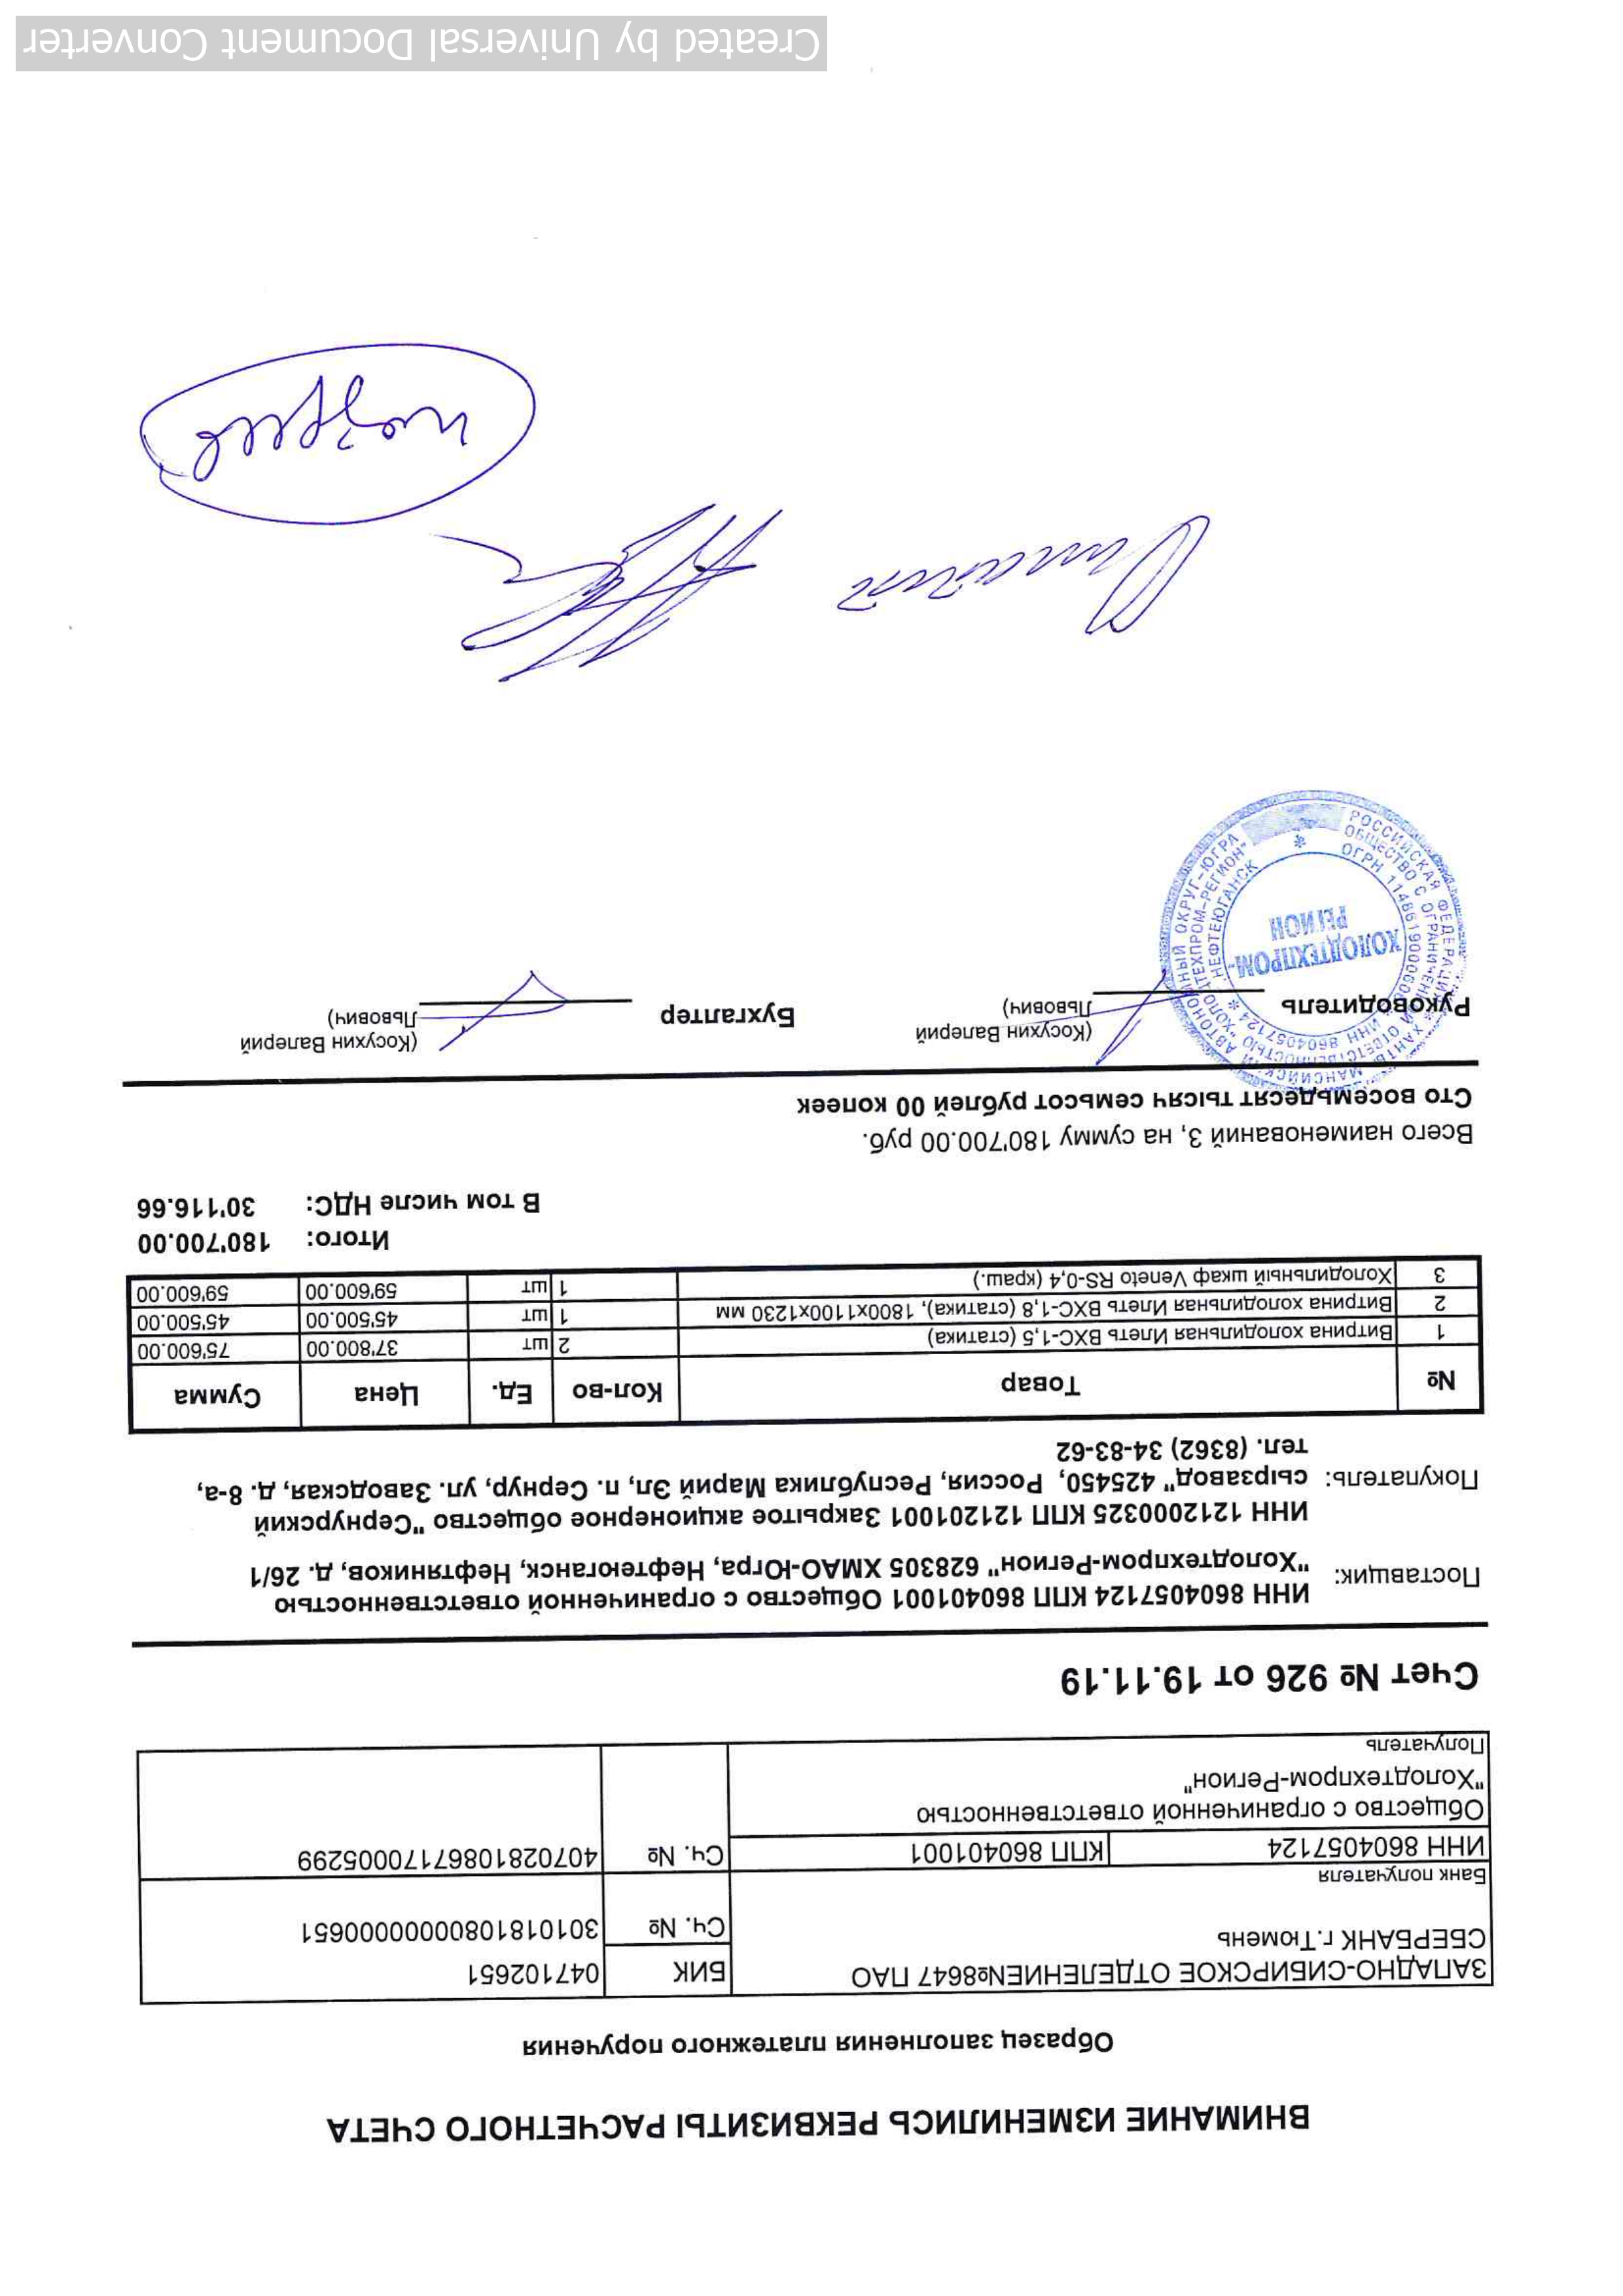 ВНИМАНИЕ ИЗМЕНИЛИСЬ РЕКВИЗИТЫ РАСЧЕТНОГО СЧЕТА
Образец заполнения платежного поручения
ЗАПАДНО-СИБИРСКОЕ ОТДЕЛЕНИЕ№8647 ПАО СБЕРБАНК г.Тюмень
БИК 047102651
Сч. № 30101810800000000651
Банк получателя
ИНН 8604057124 КПП 860401001 Сч. № 40702810867170005299
Общество с ограниченной ответственностью
"Холодтехпром-Регион"
Получатель
Счет № 926 от 19.11.19
Поставщик: ИНН 8604057124 КПП 860401001 Общество с ограниченной ответственностью
"Холодтехпром-Регион" 628305 ХМАО-Югра, Нефтеюганск, Нефтяников, д. 26/1
Покупатель: ИНН 1212000325 КПП 121201001 Закрытое акционерное общество "Сернурский
сырзавод" 425450, Россия, Республика Марий Эл, п. Сернур, ул. Заводская, д. 8-а,
тел. (8362) 34-83-62
№ Товар Кол-во Ед. Цена Сумма
1 Витрина холодильная Илеть ВХС-1,5 (статика) 2 шт 37'800.00 75'600.00
2 Витрина холодильная Илеть ВХС-1,8 (статика), 1800х1100х1230 мм 1 шт 45'500.00 45'500.00
3 Холодильный шкаф Veneto RS-0,4 (краш.) 1 шт 59'600.00 59'600.00
Итого: 180'700.00
В том числе НДС: 30'116.66
Всего наименований 3, на сумму 180'700.00 руб.
Сто восемьдесят тысяч семьсот рублей 00 копеек
Руководитель (Косухин Валерий Львович) Бухгалтер (Косухин Валерий Львович)
РОССИЙСКАЯ ФЕДЕРАЦИЯ ХАНТЫ-МАНСИЙСКИЙ АВТОНОМНЫЙ ОКРУГ-ЮГРА
ОБЩЕСТВО С ОГРАНИЧЕННОЙ ОТВЕТСТВЕННОСТЬЮ "ХОЛОДТЕХПРОМ-РЕГИОН"
ИНН 8604057124 * НЕФТЕЮГАНСК *
ХОЛОДТЕХПРОМ-
РЕГИОН
Created by Universal Document Converter